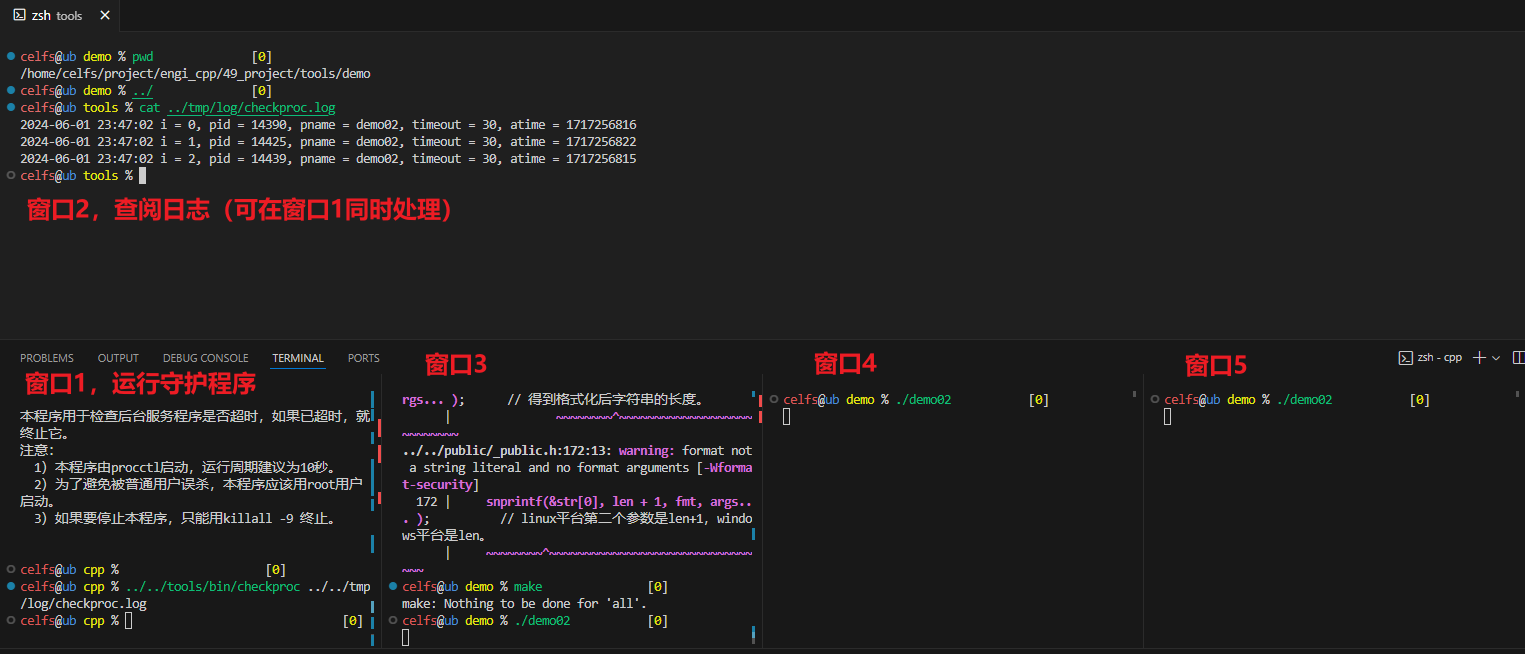 zsh tools
celfs@ub demo % pwd [0]
/home/celfs/project/engi_cpp/49_project/tools/demo
celfs@ub demo % ../ [0]
celfs@ub tools % cat ../tmp/log/checkproc.log
2024-06-01 23:47:02 i = 0, pid = 14390, pname = demo02, timeout = 30, atime = 1717256816
2024-06-01 23:47:02 i = 1, pid = 14425, pname = demo02, timeout = 30, atime = 1717256822
2024-06-01 23:47:02 i = 2, pid = 14439, pname = demo02, timeout = 30, atime = 1717256815
celfs@ub tools %
窗口2，查阅日志（可在窗口1同时处理）
PROBLEMS OUTPUT DEBUG CONSOLE TERMINAL PORTS
zsh - cpp
窗口1，运行守护程序
本程序用于检查后台服务程序是否超时，如果已超时，就
终止它。
注意：
1）本程序由procctl启动，运行周期建议为10秒。
2）为了避免被普通用户误杀，本程序应该用root用户
启动。
3）如果要停止本程序，只能用killall -9 终止。
celfs@ub cpp % [0]
celfs@ub cpp % ../../tools/bin/checkproc ../../tmp
/log/checkproc.log
celfs@ub cpp % [0]
窗口3
rgs... ); // 得到格式化后字符串的长度。
| ~~~~~~~~^~~~~~~~~~~~~~~~~~~~
~~~~~~~~
../../public/_public.h:172:13: warning: format not
a string literal and no format arguments [-Wforma
t-security]
172 | snprintf(&str[0], len + 1, fmt, args..
. ); // linux平台第二个参数是len+1，windo
ws平台是len。
| ~~~~~~~~^~~~~~~~~~~~~~~~~~~~~~~~~~~~~~
~~~
celfs@ub demo % make [0]
make: Nothing to be done for 'all'.
celfs@ub demo % ./demo02 [0]
窗口4
celfs@ub demo % ./demo02 [0]
窗口5
celfs@ub demo % ./demo02 [0]